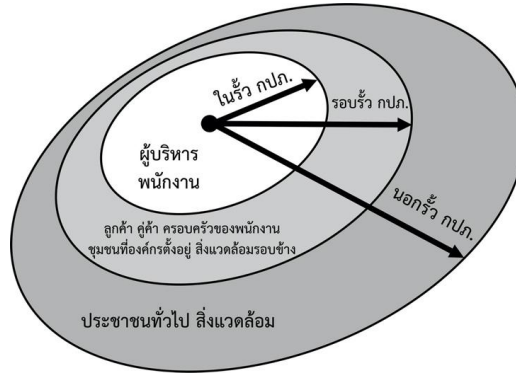 ในรั้ว กปภ.
รอบรั้ว กปภ.
ผู้บริหาร
พนักงาน
นอกรั้ว กปภ.
ลูกค้า คู่ค้า ครอบครัวของพนักงาน
ชุมชนที่องค์กรตั้งอยู่ สิ่งแวดล้อมรอบข้าง
ประชาชนทั่วไป สิ่งแวดล้อม